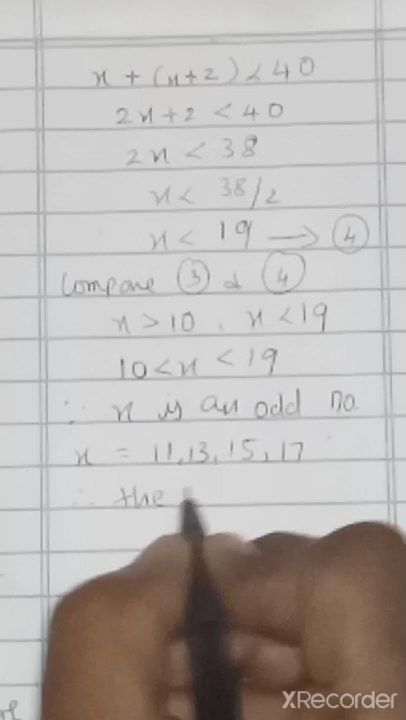 x + (x+2) < 40
2x+2 < 40
2x < 38
x < 38/2
x < 19 → ④
Compare ③ & ④
x > 10, x < 19
10 < x < 19
∴ x is an odd no
x = 11, 13, 15, 17
∴ the
XRecorder